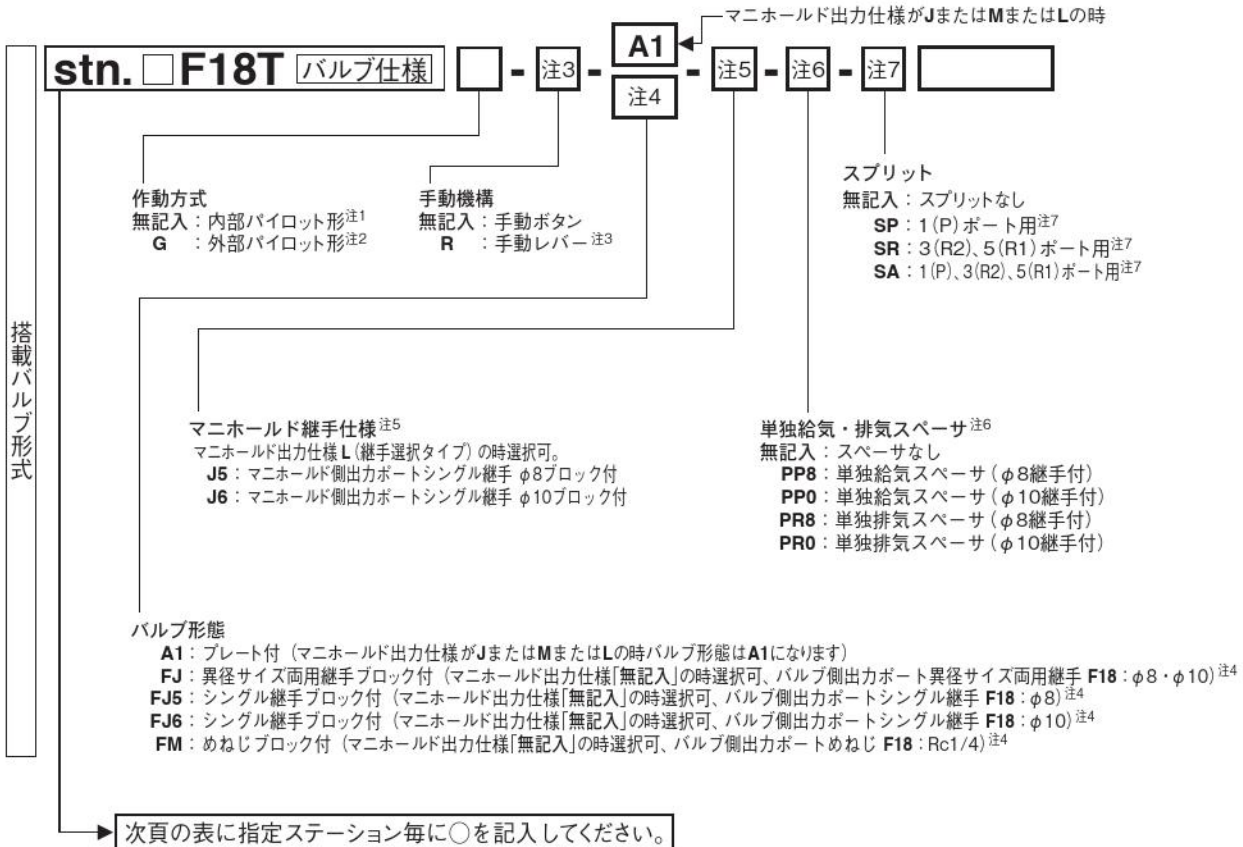 マニホールド出力仕様がJまたはMまたはLの時
stn. □F18T バルブ仕様 - 注3 - A1 注4 - 注5 - 注6 - 注7
搭載バルブ形式
作動方式
無記入：内部パイロット形注1
G ：外部パイロット形注2
手動機構
無記入：手動ボタン
R ：手動レバー注3
スプリット
無記入：スプリットなし
SP：1(P)ポート用注7
SR：3(R2)、5(R1)ポート用注7
SA：1(P)、3(R2)、5(R1)ポート用注7
マニホールド継手仕様注5
マニホールド出力仕様L（継手選択タイプ）の時選択可。
J5：マニホールド側出力ポートシングル継手 φ8ブロック付
J6：マニホールド側出力ポートシングル継手 φ10ブロック付
単独給気・排気スペーサ注6
無記入：スペーサなし
PP8：単独給気スペーサ（φ8継手付）
PP0：単独給気スペーサ（φ10継手付）
PR8：単独排気スペーサ（φ8継手付）
PR0：単独排気スペーサ（φ10継手付）
バルブ形態
A1：プレート付（マニホールド出力仕様がJまたはMまたはLの時バルブ形態はA1になります）
FJ：異径サイズ両用継手ブロック付（マニホールド出力仕様「無記入」の時選択可、バルブ側出力ポート異径サイズ両用継手 F18：φ8・φ10）注4
FJ5：シングル継手ブロック付（マニホールド出力仕様「無記入」の時選択可、バルブ側出力ポートシングル継手 F18：φ8）注4
FJ6：シングル継手ブロック付（マニホールド出力仕様「無記入」の時選択可、バルブ側出力ポートシングル継手 F18：φ10）注4
FM：めねじブロック付（マニホールド出力仕様「無記入」の時選択可、バルブ側出力ポートめねじ F18：Rc1/4）注4
次頁の表に指定ステーション毎に○を記入してください。